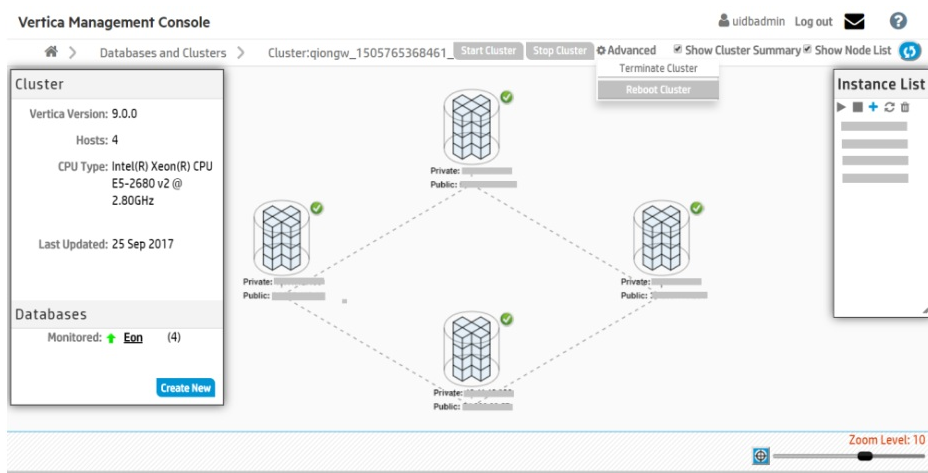 Vertica Management Console
uidbadmin Log out ?
Databases and Clusters Cluster:qiongw_1505765368461_ Start Cluster Stop Cluster Advanced Show Cluster Summary Show Node List
Terminate Cluster
Reboot Cluster
Cluster
Vertica Version: 9.0.0
Hosts: 4
CPU Type: Intel(R) Xeon(R) CPU
E5-2680 v2 @
2.80GHz
Last Updated: 25 Sep 2017
Databases
Monitored: Eon (4)
Create New
Private:
Public:
Private:
Public:
Private:
Public:
Private:
Public:
Instance List
Zoom Level: 10